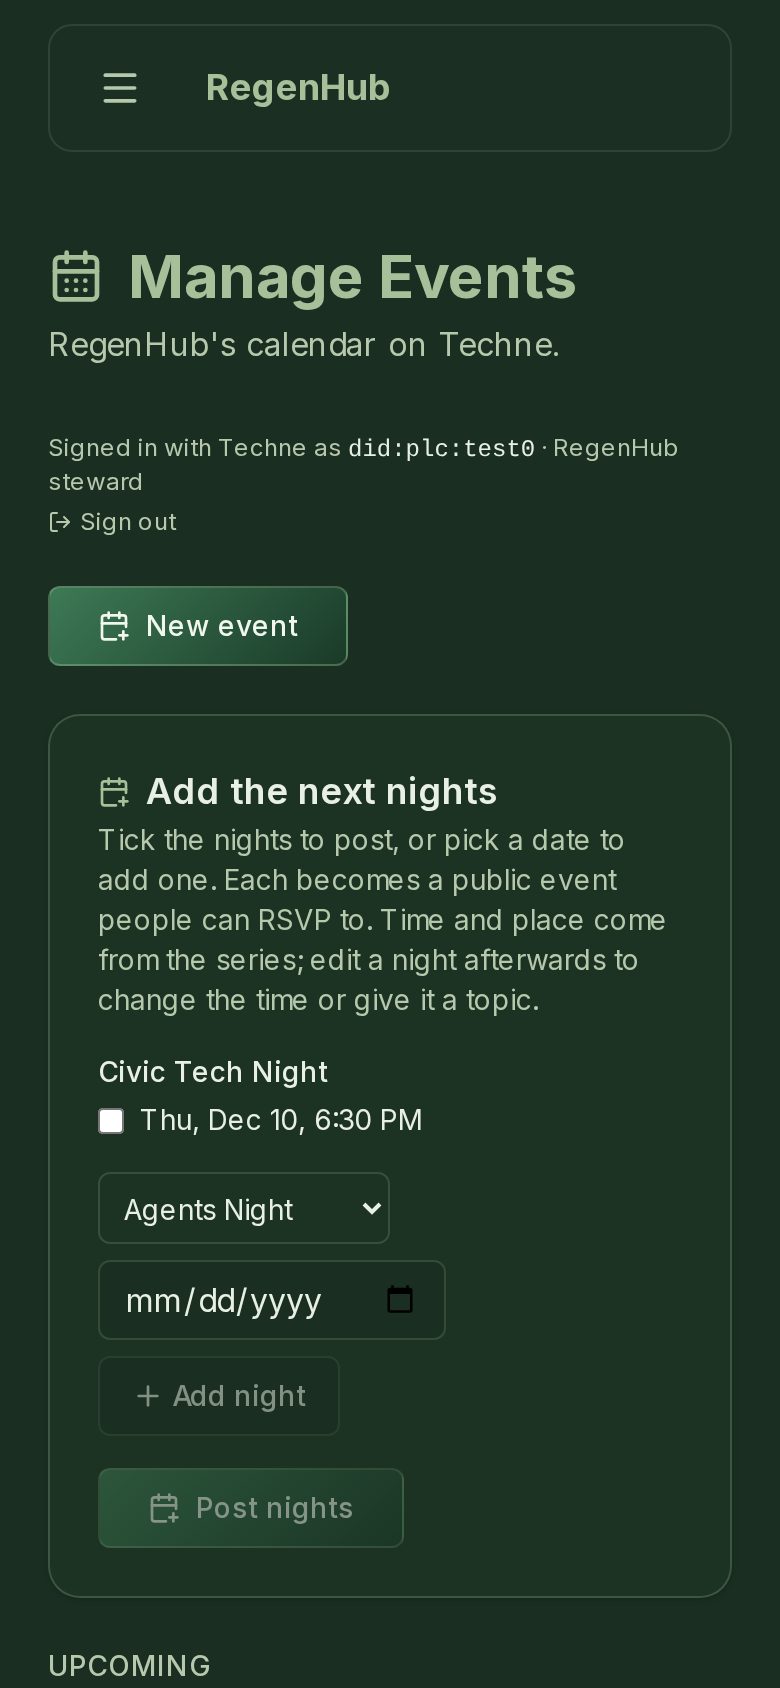 RegenHub
Manage Events
RegenHub's calendar on Techne.
Signed in with Techne as did:plc:test0 · RegenHub
steward
Sign out
New event
Add the next nights
Tick the nights to post, or pick a date to
add one. Each becomes a public event
people can RSVP to. Time and place come
from the series; edit a night afterwards to
change the time or give it a topic.
Civic Tech Night
Thu, Dec 10, 6:30 PM
Agents Night
mm/dd/yyyy
Add night
Post nights
UPCOMING